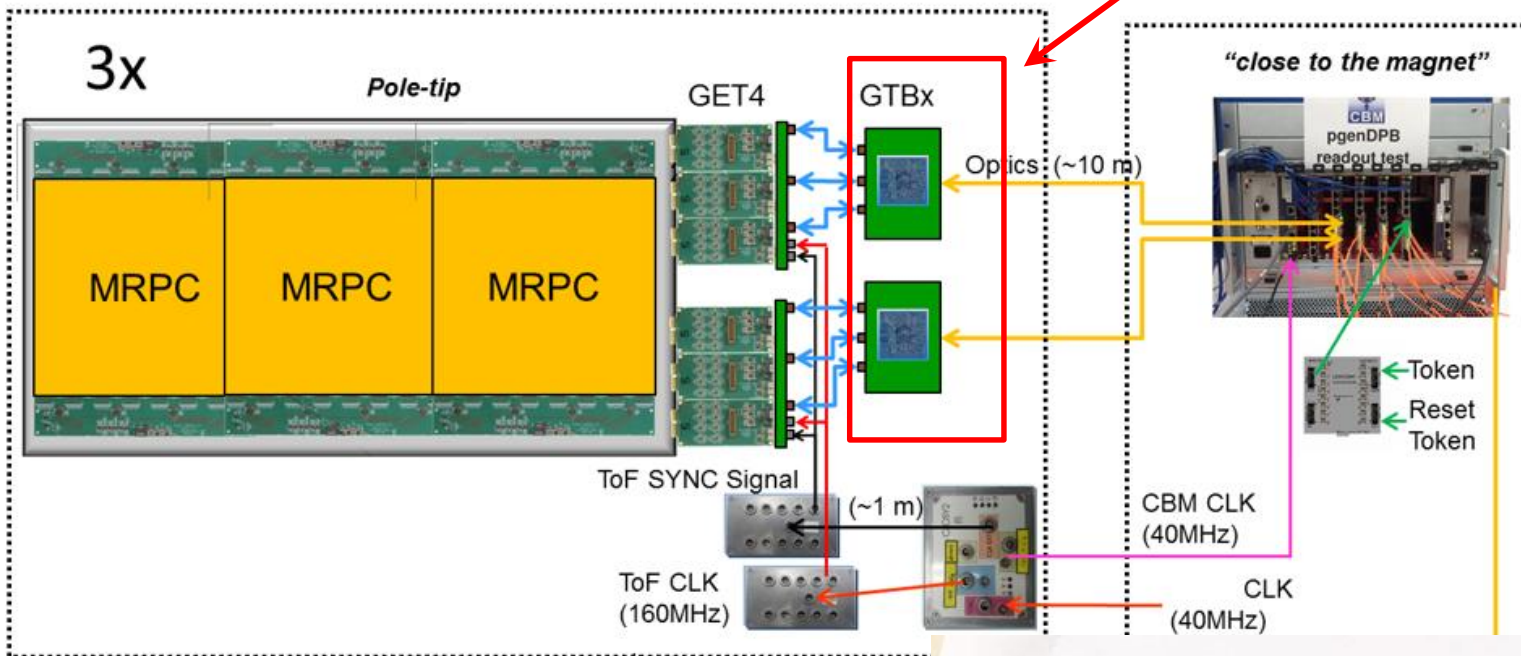 3x
Pole-tip
GET4
GTBx
"close to the magnet"
CBM
pgenDPB
readout test
Optics (~10 m)
MRPC
MRPC
MRPC
Token
Reset
Token
ToF SYNC Signal
(~1 m)
CBM CLK
(40MHz)
ToF CLK
(160MHz)
CLK
(40MHz)